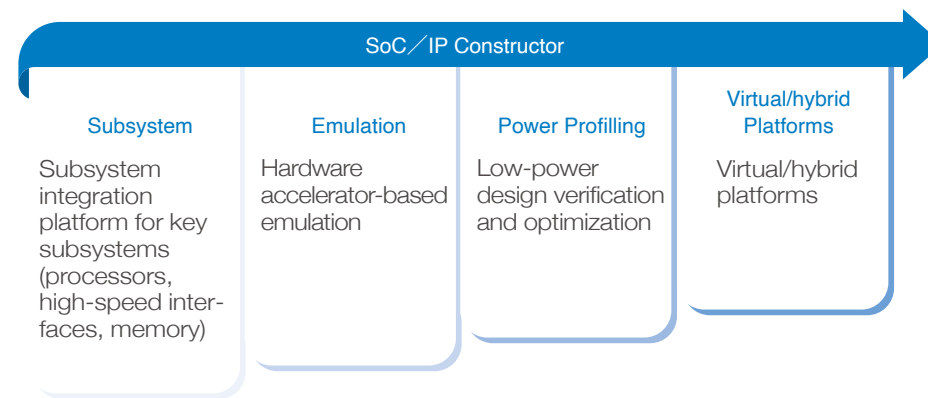 SoC／IP Constructor
Subsystem
Subsystem
integration
platform for key
subsystems
(processors,
high-speed inter-
faces, memory)
Emulation
Hardware
accelerator-based
emulation
Power Profilling
Low-power
design verification
and optimization
Virtual/hybrid
Platforms
Virtual/hybrid
platforms